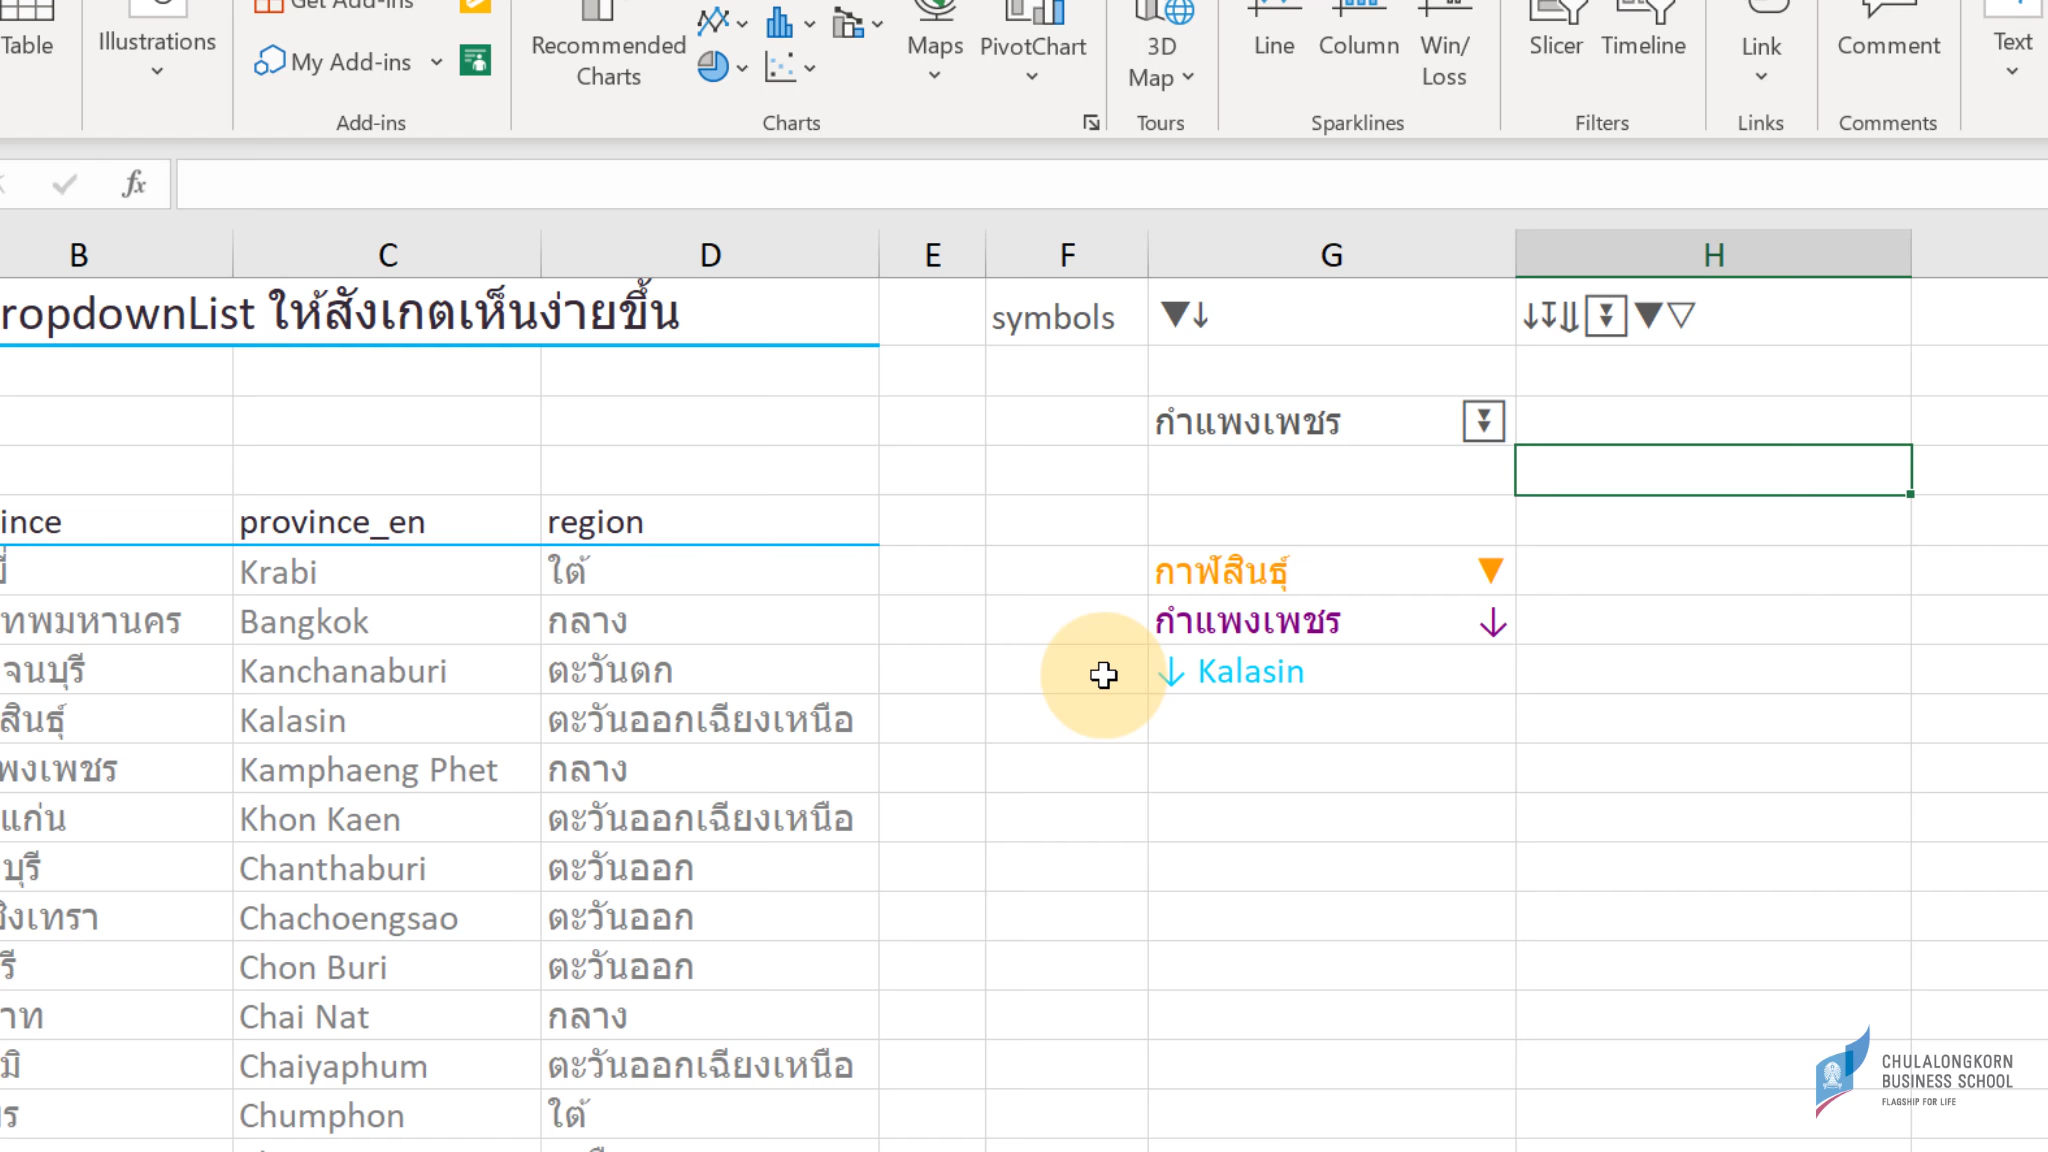 Table
Illustrations
Get Add-ins
My Add-ins
Add-ins
Recommended
Charts
Charts
Maps
PivotChart
3D
Map
Tours
Line
Column
Win/
Loss
Sparklines
Slicer
Timeline
Filters
Link
Links
Comment
Comments
Text
fx
B C D E F G H
ropdownList ให้สังเกตเห็นง่ายขึ้น symbols ▼↓ ↓↧⇓⏬▼▽
กำแพงเพชร ⏬
ince province_en region
Krabi ใต้ กาฬสินธุ์ ▼
ทพมหานคร Bangkok กลาง กำแพงเพชร ↓
จนบุรี Kanchanaburi ตะวันตก ↓ Kalasin
สินธุ์ Kalasin ตะวันออกเฉียงเหนือ
พงเพชร Kamphaeng Phet กลาง
แก่น Khon Kaen ตะวันออกเฉียงเหนือ
บุรี Chanthaburi ตะวันออก
ชิงเทรา Chachoengsao ตะวันออก
รี Chon Buri ตะวันออก
าท Chai Nat กลาง
มิ Chaiyaphum ตะวันออกเฉียงเหนือ
ร Chumphon ใต้
CHULALONGKORN
BUSINESS SCHOOL
FLAGSHIP FOR LIFE